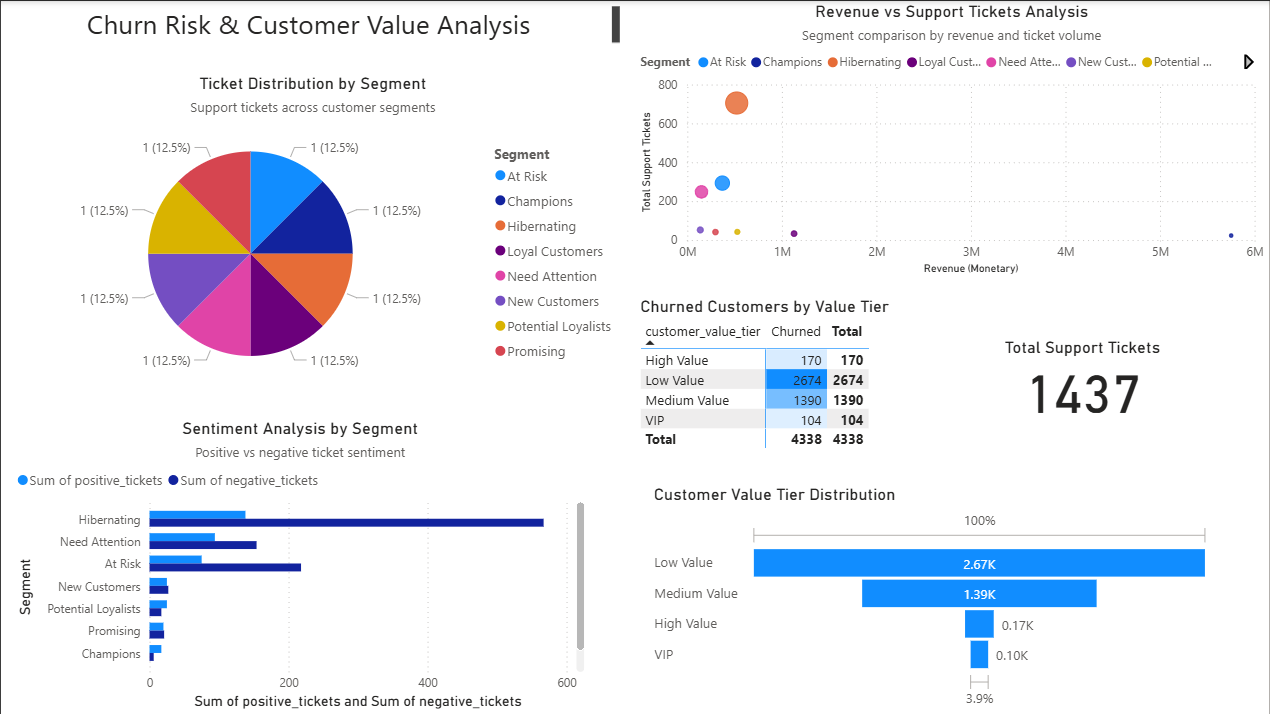 Churn Risk & Customer Value Analysis
Ticket Distribution by Segment
Support tickets across customer segments
1 (12.5%)
1 (12.5%)
1 (12.5%)
1 (12.5%)
1 (12.5%)
1 (12.5%)
1 (12.5%)
1 (12.5%)
Segment
At Risk
Champions
Hibernating
Loyal Customers
Need Attention
New Customers
Potential Loyalists
Promising
Sentiment Analysis by Segment
Positive vs negative ticket sentiment
Sum of positive_tickets Sum of negative_tickets
Segment
Hibernating
Need Attention
At Risk
New Customers
Potential Loyalists
Promising
Champions
0 200 400 600
Sum of positive_tickets and Sum of negative_tickets
Revenue vs Support Tickets Analysis
Segment comparison by revenue and ticket volume
Segment At Risk Champions Hibernating Loyal Cust... Need Atte... New Cust... Potential ...
Total Support Tickets
800
600
400
200
0
0M 1M 2M 3M 4M 5M 6M
Revenue (Monetary)
Churned Customers by Value Tier
customer_value_tier Churned Total
High Value 170 170
Low Value 2674 2674
Medium Value 1390 1390
VIP 104 104
Total 4338 4338
Total Support Tickets
1437
Customer Value Tier Distribution
100%
Low Value 2.67K
Medium Value 1.39K
High Value 0.17K
VIP 0.10K
3.9%